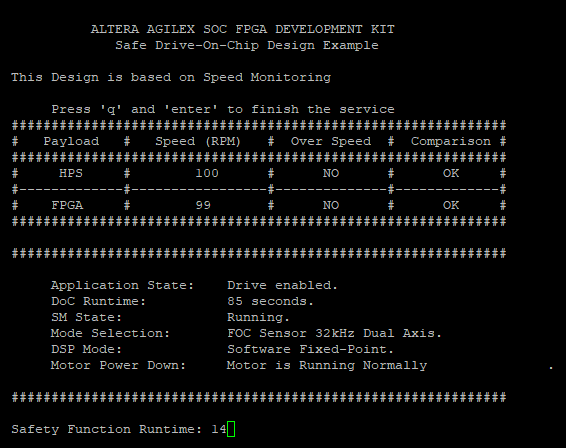 ALTERA AGILEX SOC FPGA DEVELOPMENT KIT
Safe Drive-On-Chip Design Example
This Design is based on Speed Monitoring
Press 'q' and 'enter' to finish the service
##############################################################
#   Payload   #   Speed (RPM)   #  Over Speed  #  Comparison #
##############################################################
#     HPS     #        100      #      NO      #      OK     #
#-------------#-----------------#--------------#-------------#
#    FPGA     #        99       #      NO      #      OK     #
##############################################################
##############################################################
Application State:    Drive enabled.
DoC Runtime:          85 seconds.
SM State:             Running.
Mode Selection:       FOC Sensor 32kHz Dual Axis.
DSP Mode:             Software Fixed-Point.
Motor Power Down:     Motor is Running Normally               .
##############################################################
Safety Function Runtime: 14